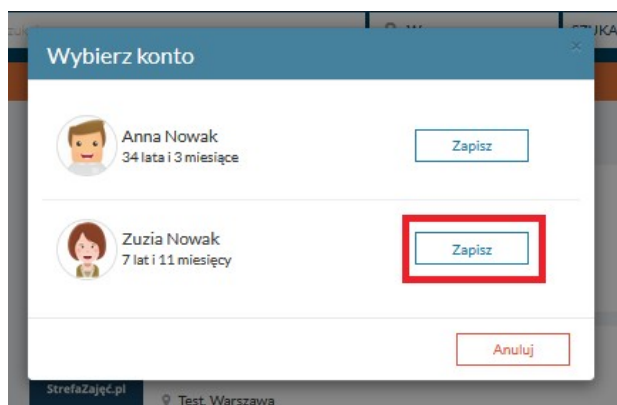 Wybierz konto
×
Anna Nowak
34 lata i 3 miesiące
Zapisz
Zuzia Nowak
7 lat i 11 miesięcy
Zapisz
Anuluj
StrefaZajęć.pl
Test, Warszawa